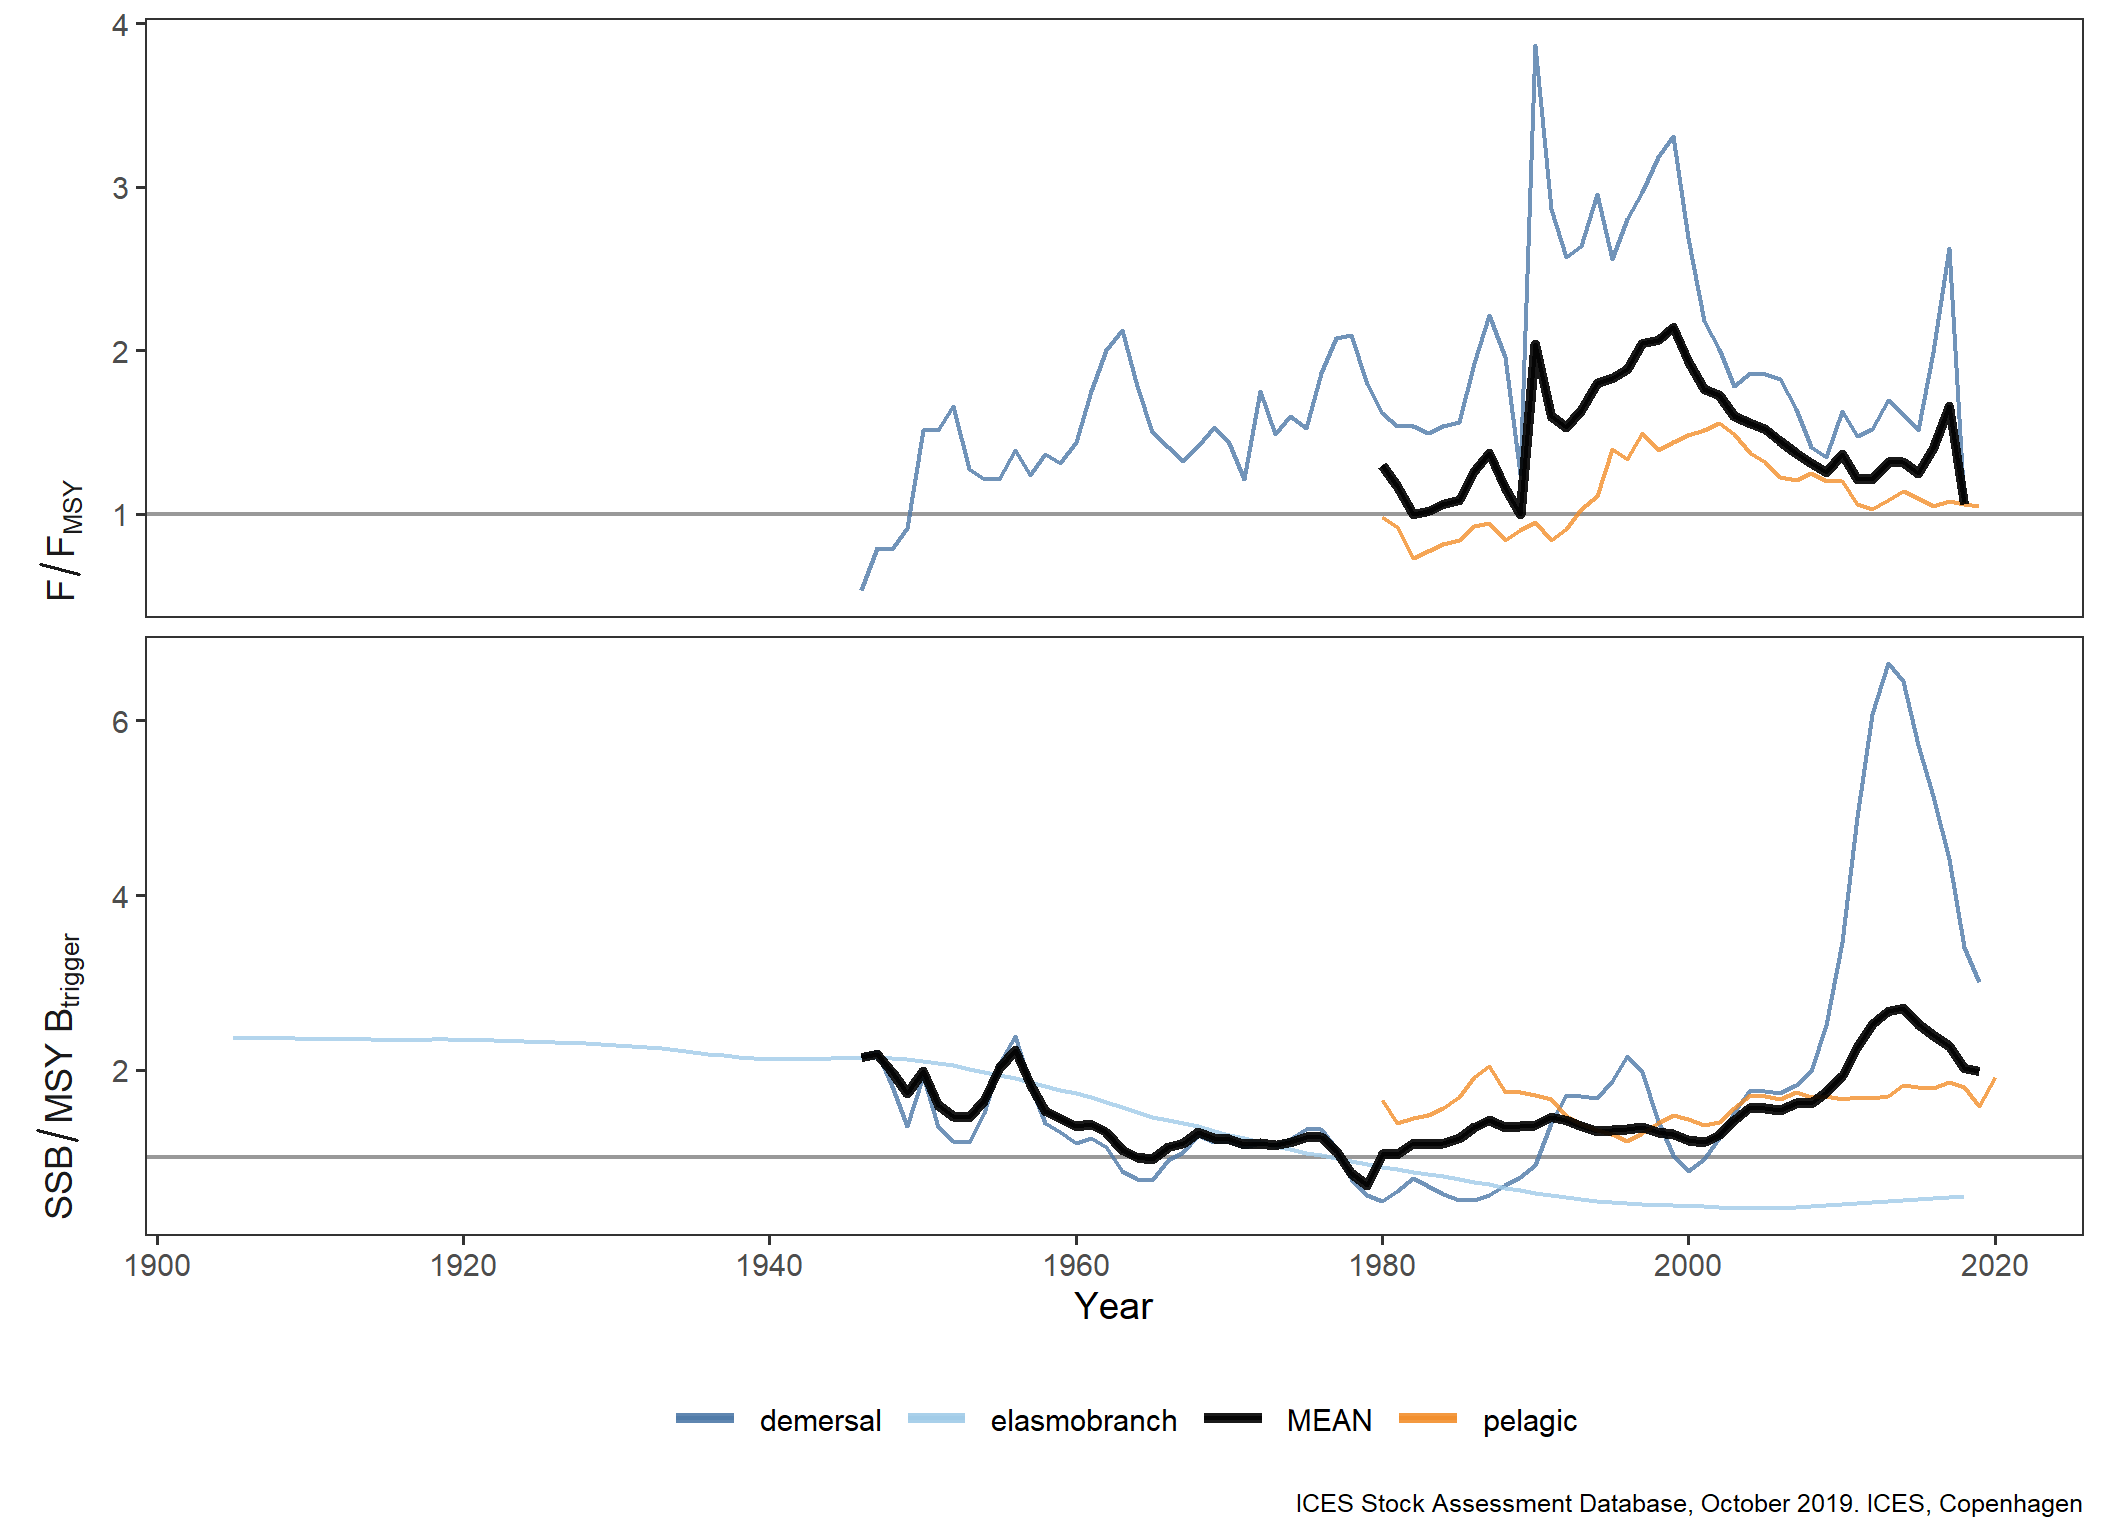 4
3
2
1
F / F_MSY
6
4
2
SSB / MSY B_trigger
1900 1920 1940 1960 1980 2000 2020
Year
demersal elasmobranch MEAN pelagic
ICES Stock Assessment Database, October 2019. ICES, Copenhagen